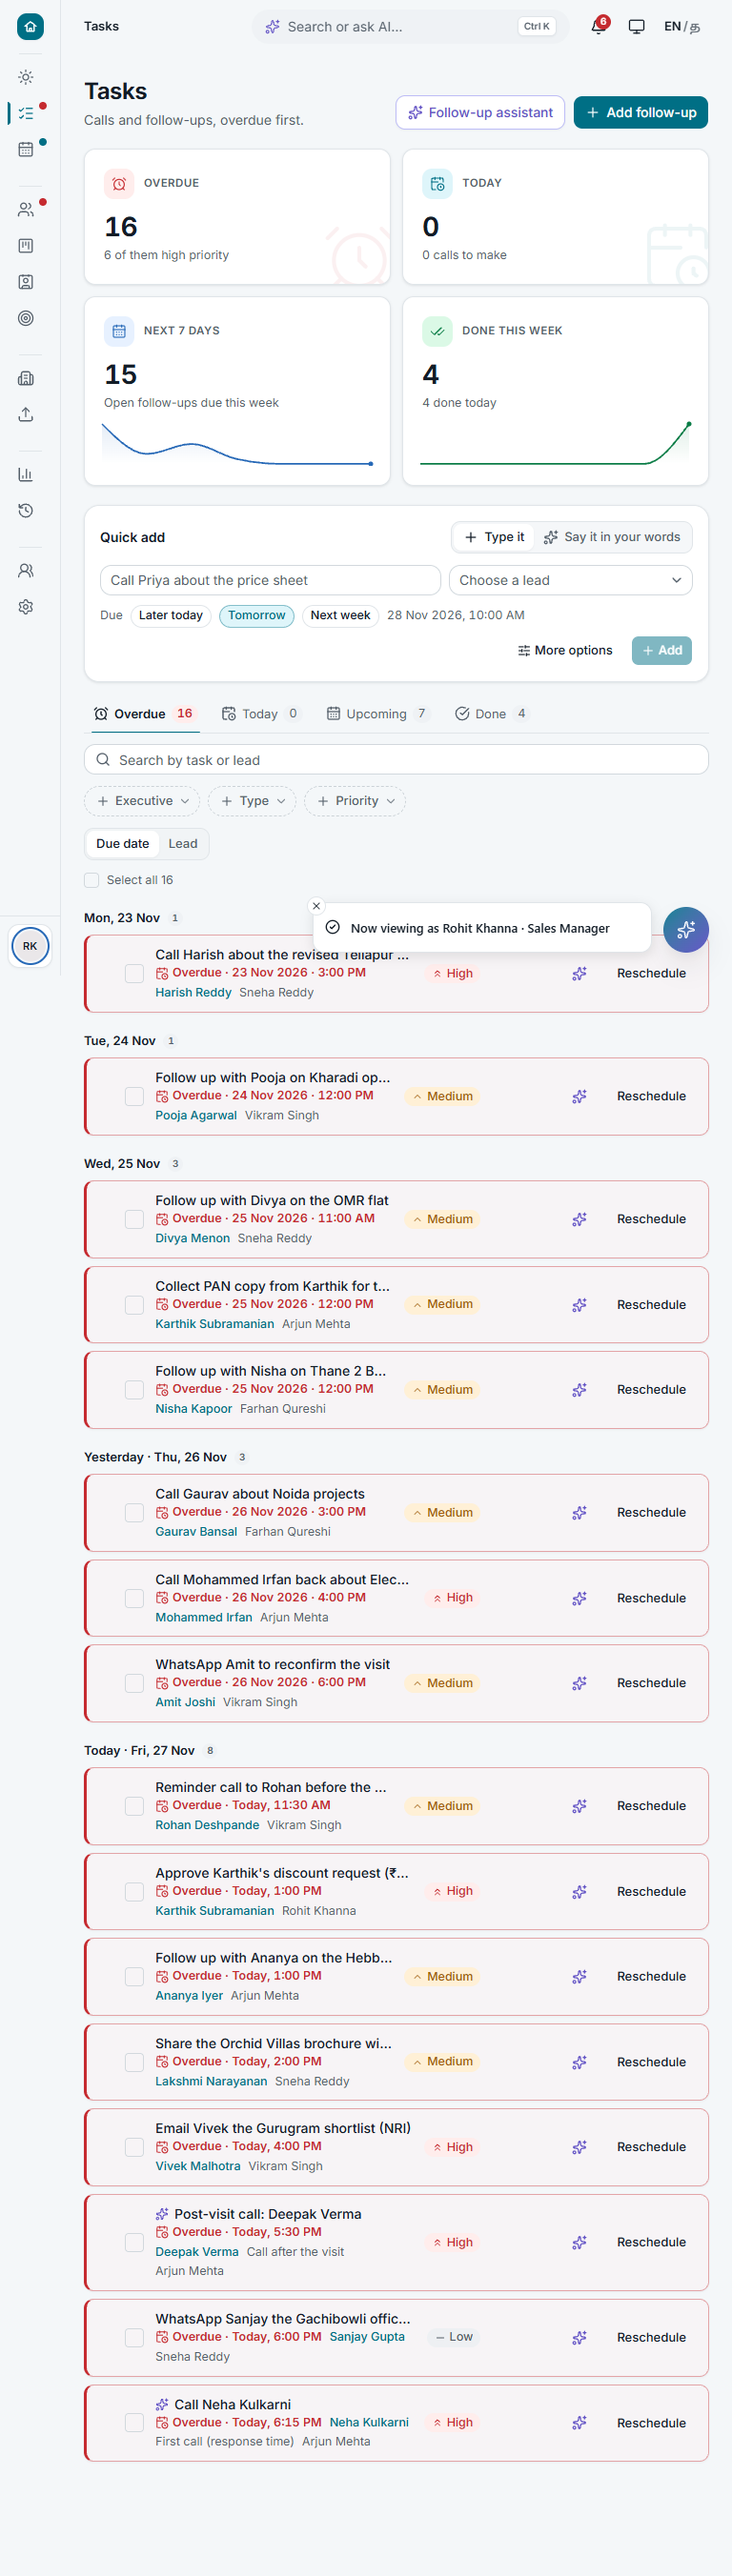 Tasks
Search or ask AI...
Ctrl K
6
EN / த
Tasks
Calls and follow-ups, overdue first.
Follow-up assistant
Add follow-up
OVERDUE
16
6 of them high priority
TODAY
0
0 calls to make
NEXT 7 DAYS
15
Open follow-ups due this week
DONE THIS WEEK
4
4 done today
Quick add
Type it
Say it in your words
Call Priya about the price sheet
Choose a lead
Due Later today Tomorrow Next week 28 Nov 2026, 10:00 AM
More options
Add
Overdue 16 Today 0 Upcoming 7 Done 4
Search by task or lead
Executive Type Priority
Due date Lead
Select all 16
Mon, 23 Nov 1
Now viewing as Rohit Khanna · Sales Manager
RK
Call Harish about the revised Tellapur ...
Overdue · 23 Nov 2026 · 3:00 PM
High
Reschedule
Harish Reddy Sneha Reddy
Tue, 24 Nov 1
Follow up with Pooja on Kharadi op...
Overdue · 24 Nov 2026 · 12:00 PM
Medium
Reschedule
Pooja Agarwal Vikram Singh
Wed, 25 Nov 3
Follow up with Divya on the OMR flat
Overdue · 25 Nov 2026 · 11:00 AM
Medium
Reschedule
Divya Menon Sneha Reddy
Collect PAN copy from Karthik for t...
Overdue · 25 Nov 2026 · 12:00 PM
Medium
Reschedule
Karthik Subramanian Arjun Mehta
Follow up with Nisha on Thane 2 B...
Overdue · 25 Nov 2026 · 12:00 PM
Medium
Reschedule
Nisha Kapoor Farhan Qureshi
Yesterday · Thu, 26 Nov 3
Call Gaurav about Noida projects
Overdue · 26 Nov 2026 · 3:00 PM
Medium
Reschedule
Gaurav Bansal Farhan Qureshi
Call Mohammed Irfan back about Elec...
Overdue · 26 Nov 2026 · 4:00 PM
High
Reschedule
Mohammed Irfan Arjun Mehta
WhatsApp Amit to reconfirm the visit
Overdue · 26 Nov 2026 · 6:00 PM
Medium
Reschedule
Amit Joshi Vikram Singh
Today · Fri, 27 Nov 8
Reminder call to Rohan before the ...
Overdue · Today, 11:30 AM
Medium
Reschedule
Rohan Deshpande Vikram Singh
Approve Karthik's discount request (₹...
Overdue · Today, 1:00 PM
High
Reschedule
Karthik Subramanian Rohit Khanna
Follow up with Ananya on the Hebb...
Overdue · Today, 1:00 PM
Medium
Reschedule
Ananya Iyer Arjun Mehta
Share the Orchid Villas brochure wi...
Overdue · Today, 2:00 PM
Medium
Reschedule
Lakshmi Narayanan Sneha Reddy
Email Vivek the Gurugram shortlist (NRI)
Overdue · Today, 4:00 PM
High
Reschedule
Vivek Malhotra Vikram Singh
Post-visit call: Deepak Verma
Overdue · Today, 5:30 PM
High
Reschedule
Deepak Verma Call after the visit
Arjun Mehta
WhatsApp Sanjay the Gachibowli offic...
Overdue · Today, 6:00 PM Sanjay Gupta
Low
Reschedule
Sneha Reddy
Call Neha Kulkarni
Overdue · Today, 6:15 PM Neha Kulkarni
High
Reschedule
First call (response time) Arjun Mehta